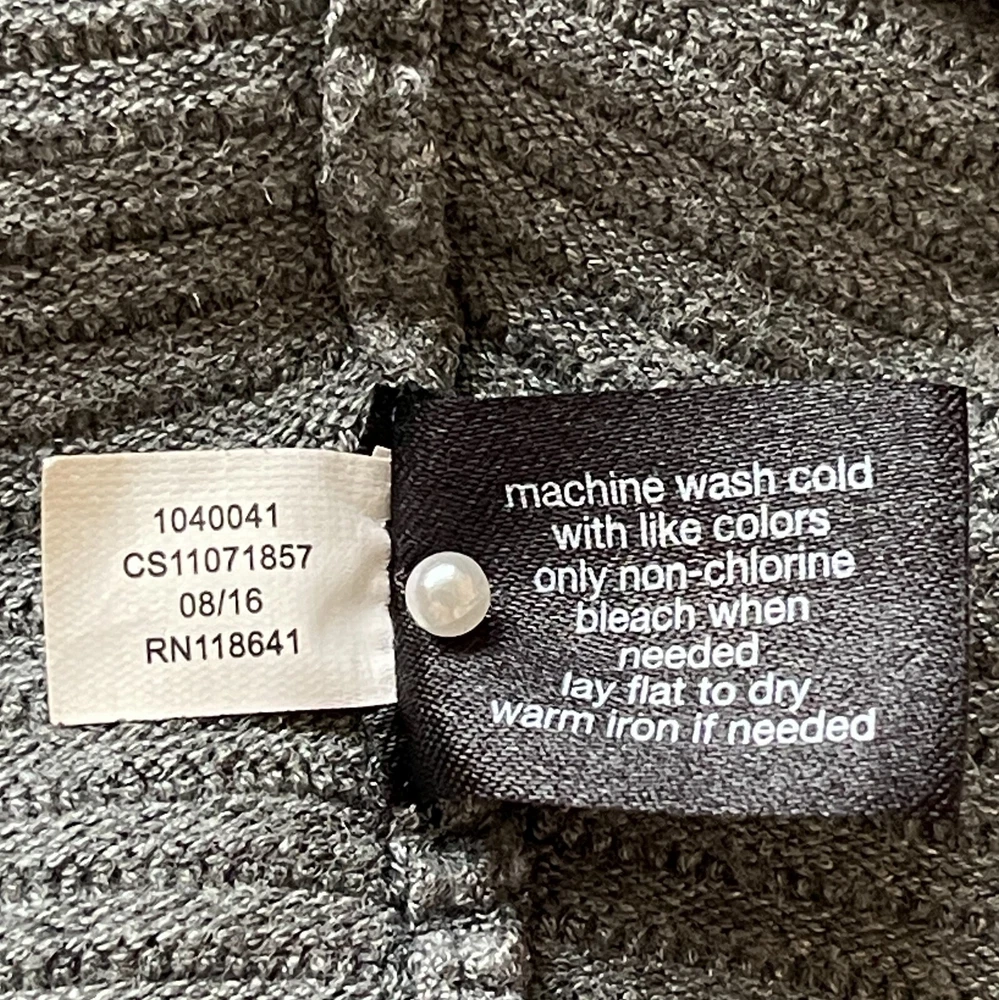 1040041
CS11071857
08/16
RN118641
machine wash cold
with like colors
only non-chlorine
bleach when
needed
lay flat to dry
warm iron if needed